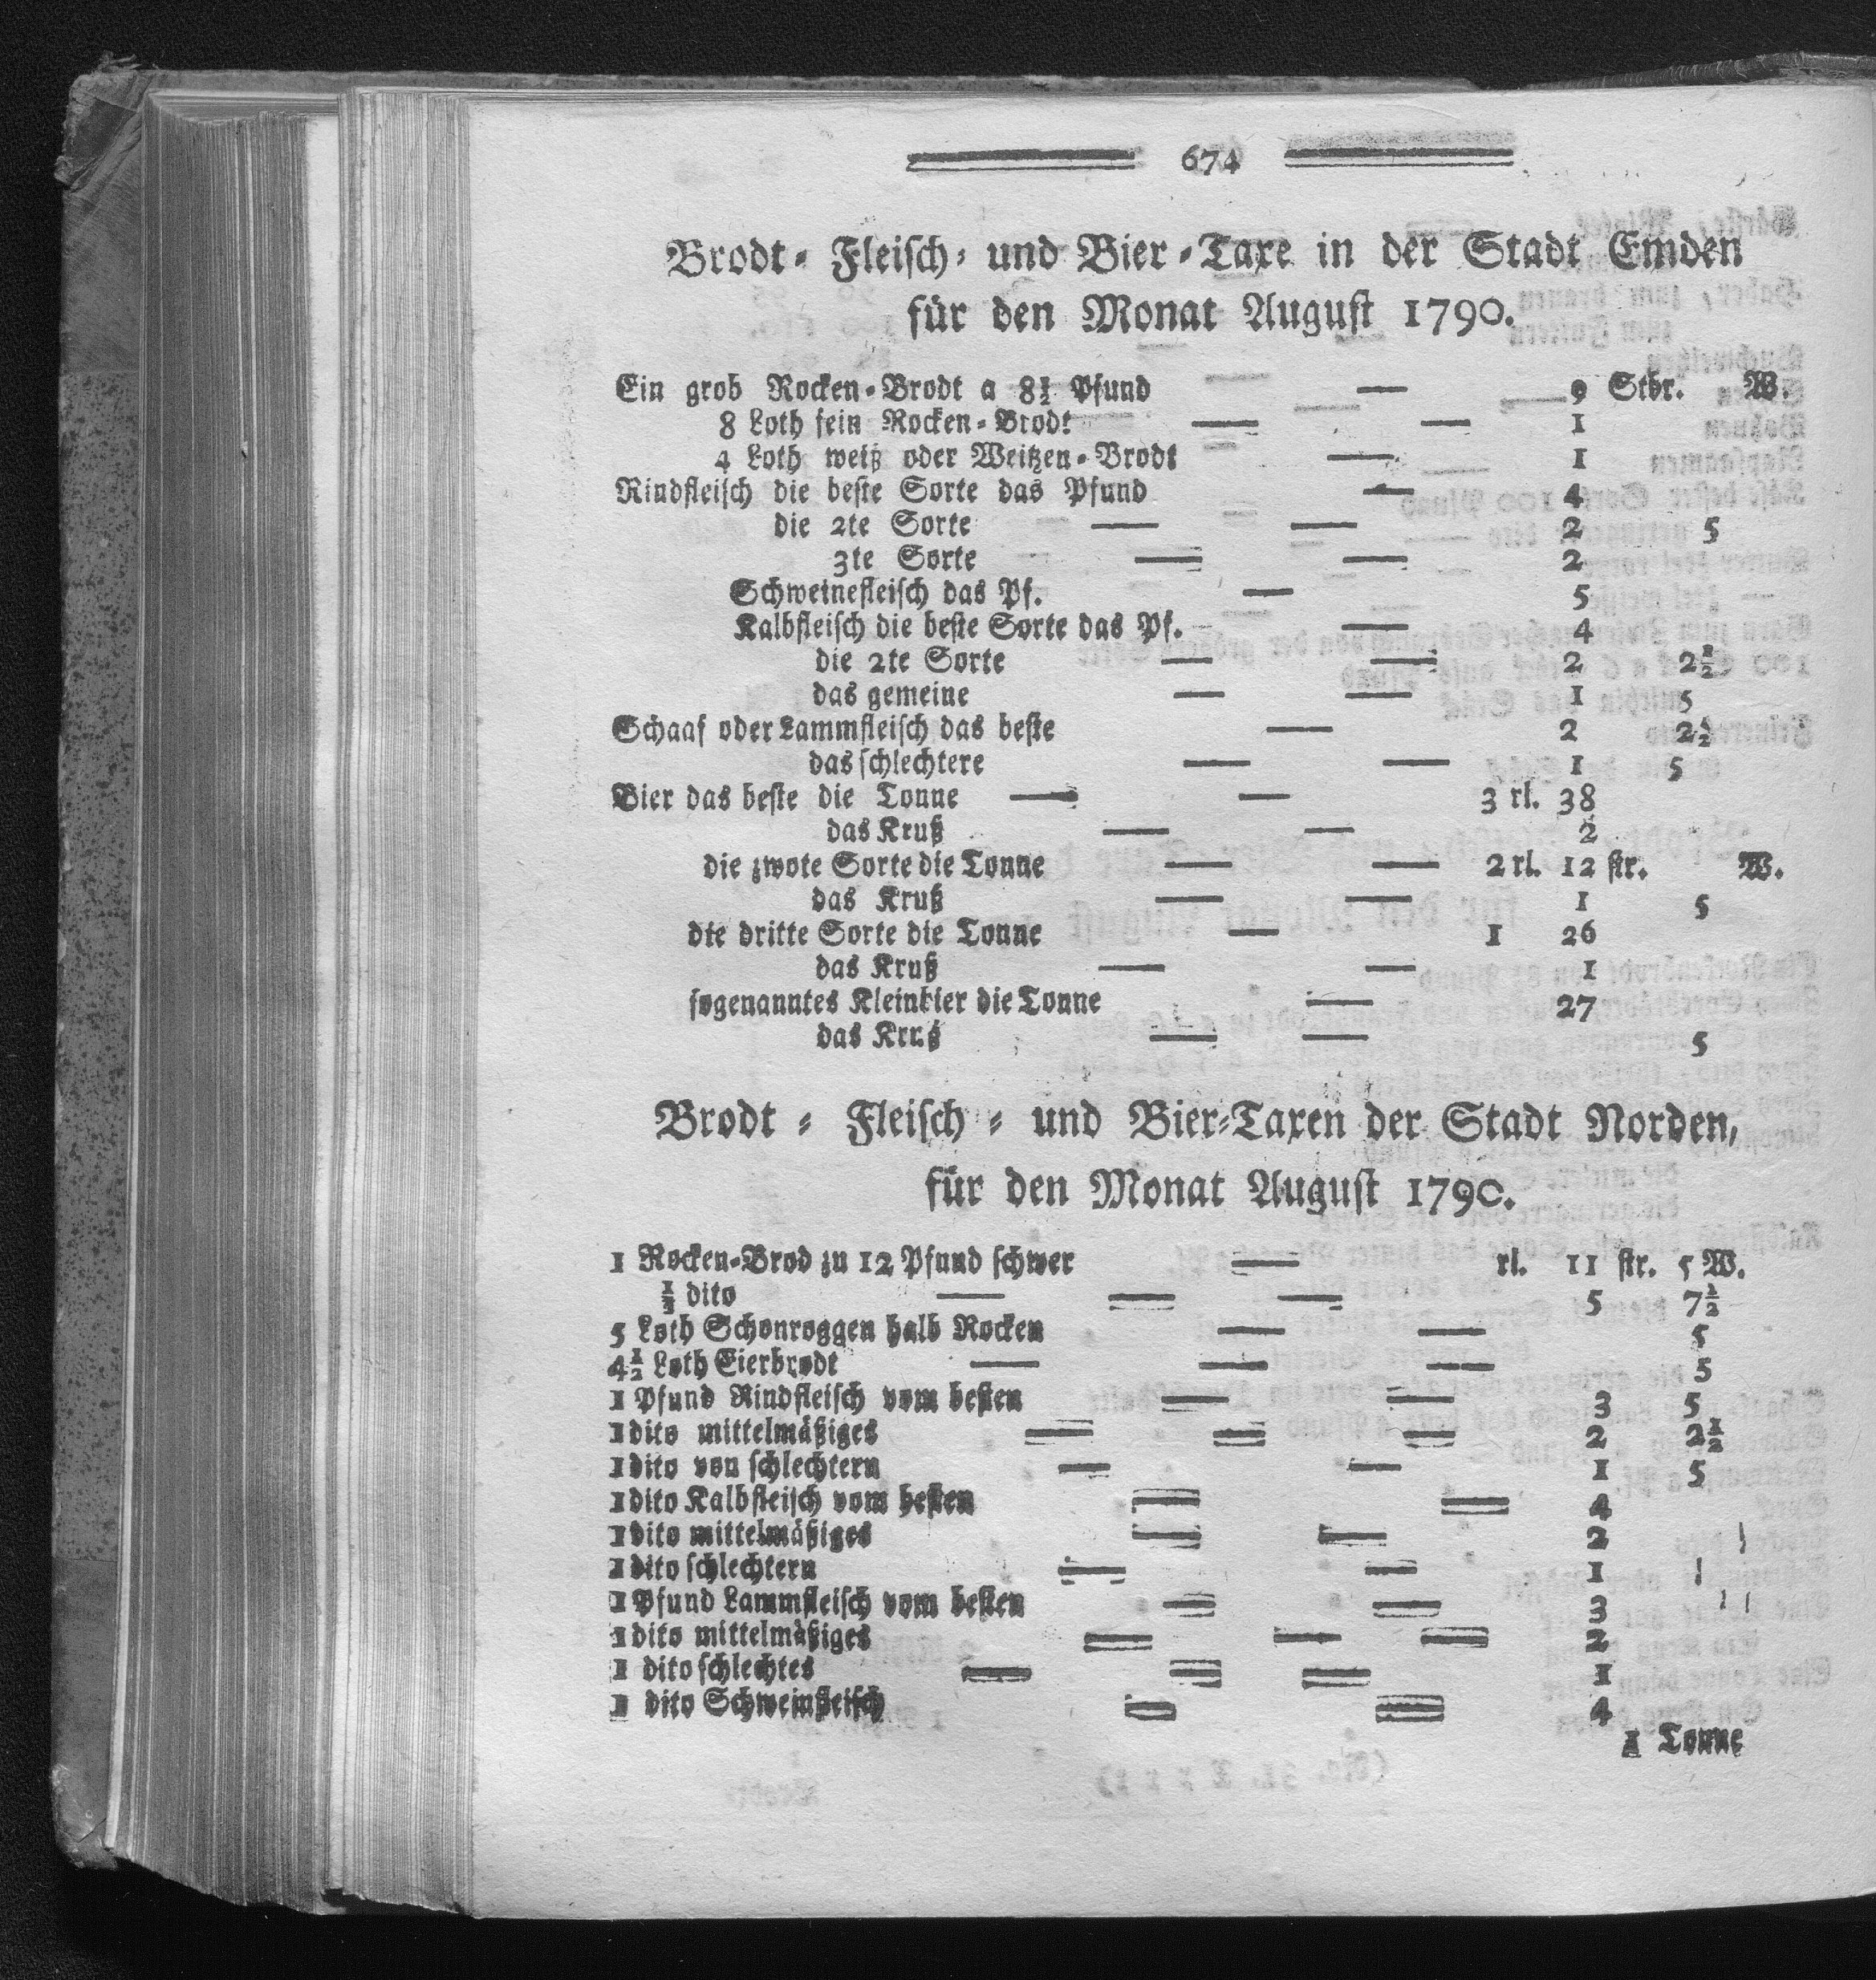 674
Brodt- Fleisch- und Bier-Taxe in der Stadt Emden
für den Monat August 1790.
Ein grob Rocken-Brodt a 8½ Pfund — 9 Stbr. W.
8 Loth fein Rocken-Brodt — — 1
4 Loth weiß oder Weitzen-Brodt — 1
Rindfleisch die beste Sorte das Pfund — 4
die 2te Sorte — — 2 5
3te Sorte — — 2
Schweinefleisch das Pf. — 5
Kalbfleisch die beste Sorte das Pf. — 4
die 2te Sorte — — 2 2½
das gemeine — — 1 5
Schaaf oder Lammfleisch das beste — 2 2½
das schlechtere — — 1 5
Bier das beste die Tonne — — 3 rl. 38
das Kruß — — 2
die zwote Sorte die Tonne — — 2 rl. 12 str. W.
das Kruß — — 1 5
die dritte Sorte die Tonne — 1 26
das Kruß — — 1
sogenanntes Kleinbier die Tonne — 27
das Kruß — — 5
Brodt- Fleisch- und Bier-Taxen der Stadt Norden,
für den Monat August 1790.
1 Rocken-Brod zu 12 Pfund schwer — rl. 11 str. 5 W.
½ dito — — — 5 7½
5 Loth Schonroggen halb Rocken — — 5
4½ Loth Eierbrodt — — — 5
1 Pfund Rindfleisch vom besten — — 3 5
1 dito mittelmäßiges — — — 2 2½
1 dito von schlechtern — — 1 5
1 dito Kalbfleisch vom besten — — 4
1 dito mittelmäßiges — — 2
1 dito schlechtern — — 1
1 Pfund Lammfleisch vom besten — — 3
1 dito mittelmäßiges — — — 2
1 dito schlechtes — — — 1
1 dito Schweinfleisch — — 4
1 Tonne